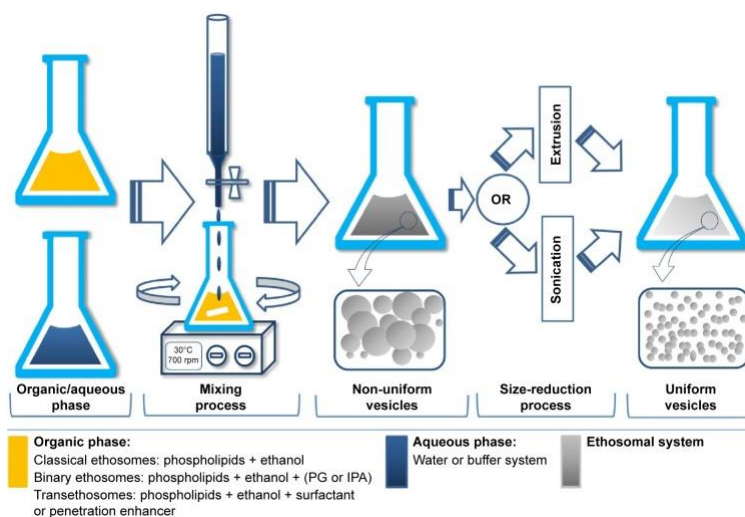 Extrusion
OR
Sonication
30°C
700 rpm
Organic/aqueous
phase
Mixing
process
Non-uniform
vesicles
Size-reduction
process
Uniform
vesicles
Organic phase:
Classical ethosomes: phospholipids + ethanol
Binary ethosomes: phospholipids + ethanol + (PG or IPA)
Transethosomes: phospholipids + ethanol + surfactant
or penetration enhancer
Aqueous phase:
Water or buffer system
Ethosomal system